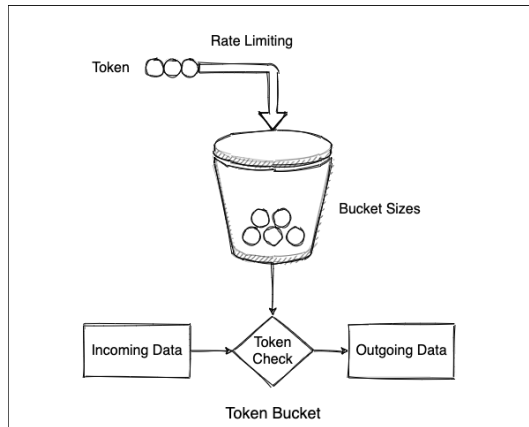 Rate Limiting
Token
Bucket Sizes
Incoming Data
Token
Check
Outgoing Data
Token Bucket